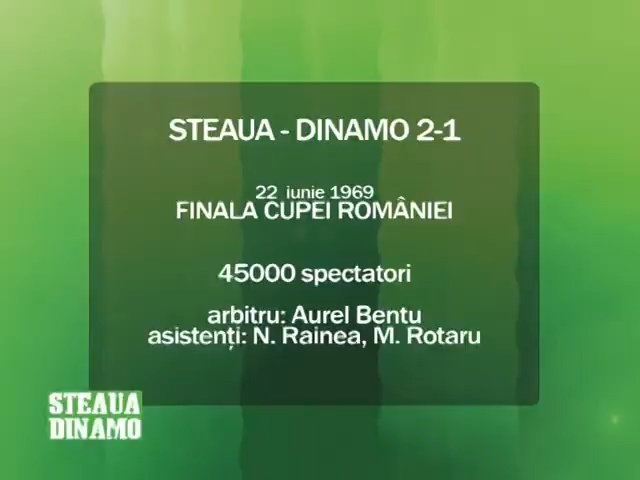 STEAUA - DINAMO 2-1
22 iunie 1969
FINALA CUPEI ROMÂNIEI
45000 spectatori
arbitru: Aurel Bentu
asistenți: N. Rainea, M. Rotaru
STEAUA
DINAMO